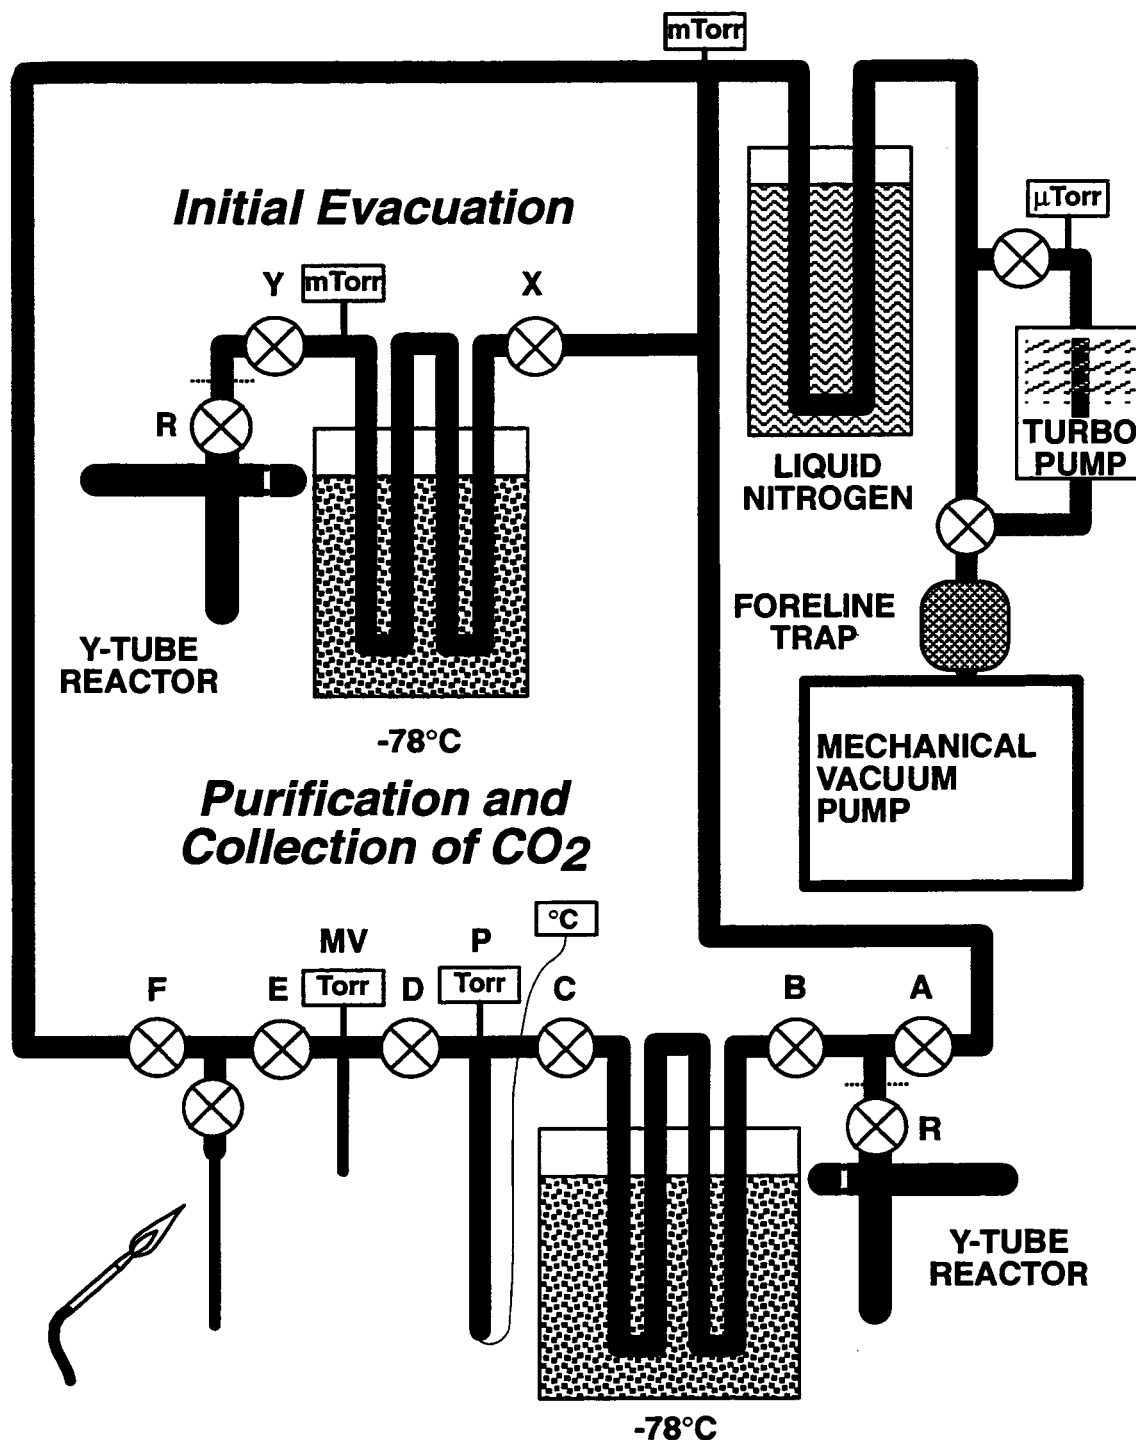 mTorr
Initial Evacuation
μTorr
Y
mTorr
X
R
TURBO
PUMP
LIQUID
NITROGEN
FORELINE
TRAP
Y-TUBE
REACTOR
-78°C
MECHANICAL
VACUUM
PUMP
Purification and
Collection of CO2
°C
MV
P
F
E
Torr
D
Torr
C
B
A
R
Y-TUBE
REACTOR
-78°C